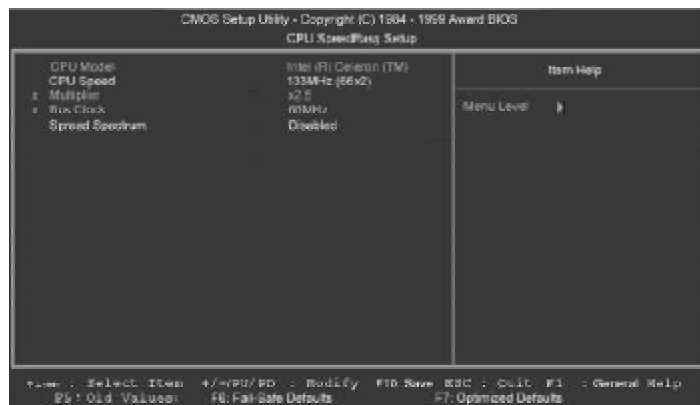 CMOS Setup Utility - Copyright (C) 1984 - 1999 Award BIOS
CPU SpeedEasy Setup
CPU Model Intel (R) Celeron (TM)
CPU Speed 133MHz (66x2)
x Multiplier x2.5
x Bus Clock 66MHz
Spread Spectrum Disabled
Item Help
Menu Level ▶
: Select Item +/-/PU/PD : Modify F10 Save ESC : Quit F1 : General Help
F5 : Old Values: F6: Fail-Safe Defaults F7: Optimized Defaults